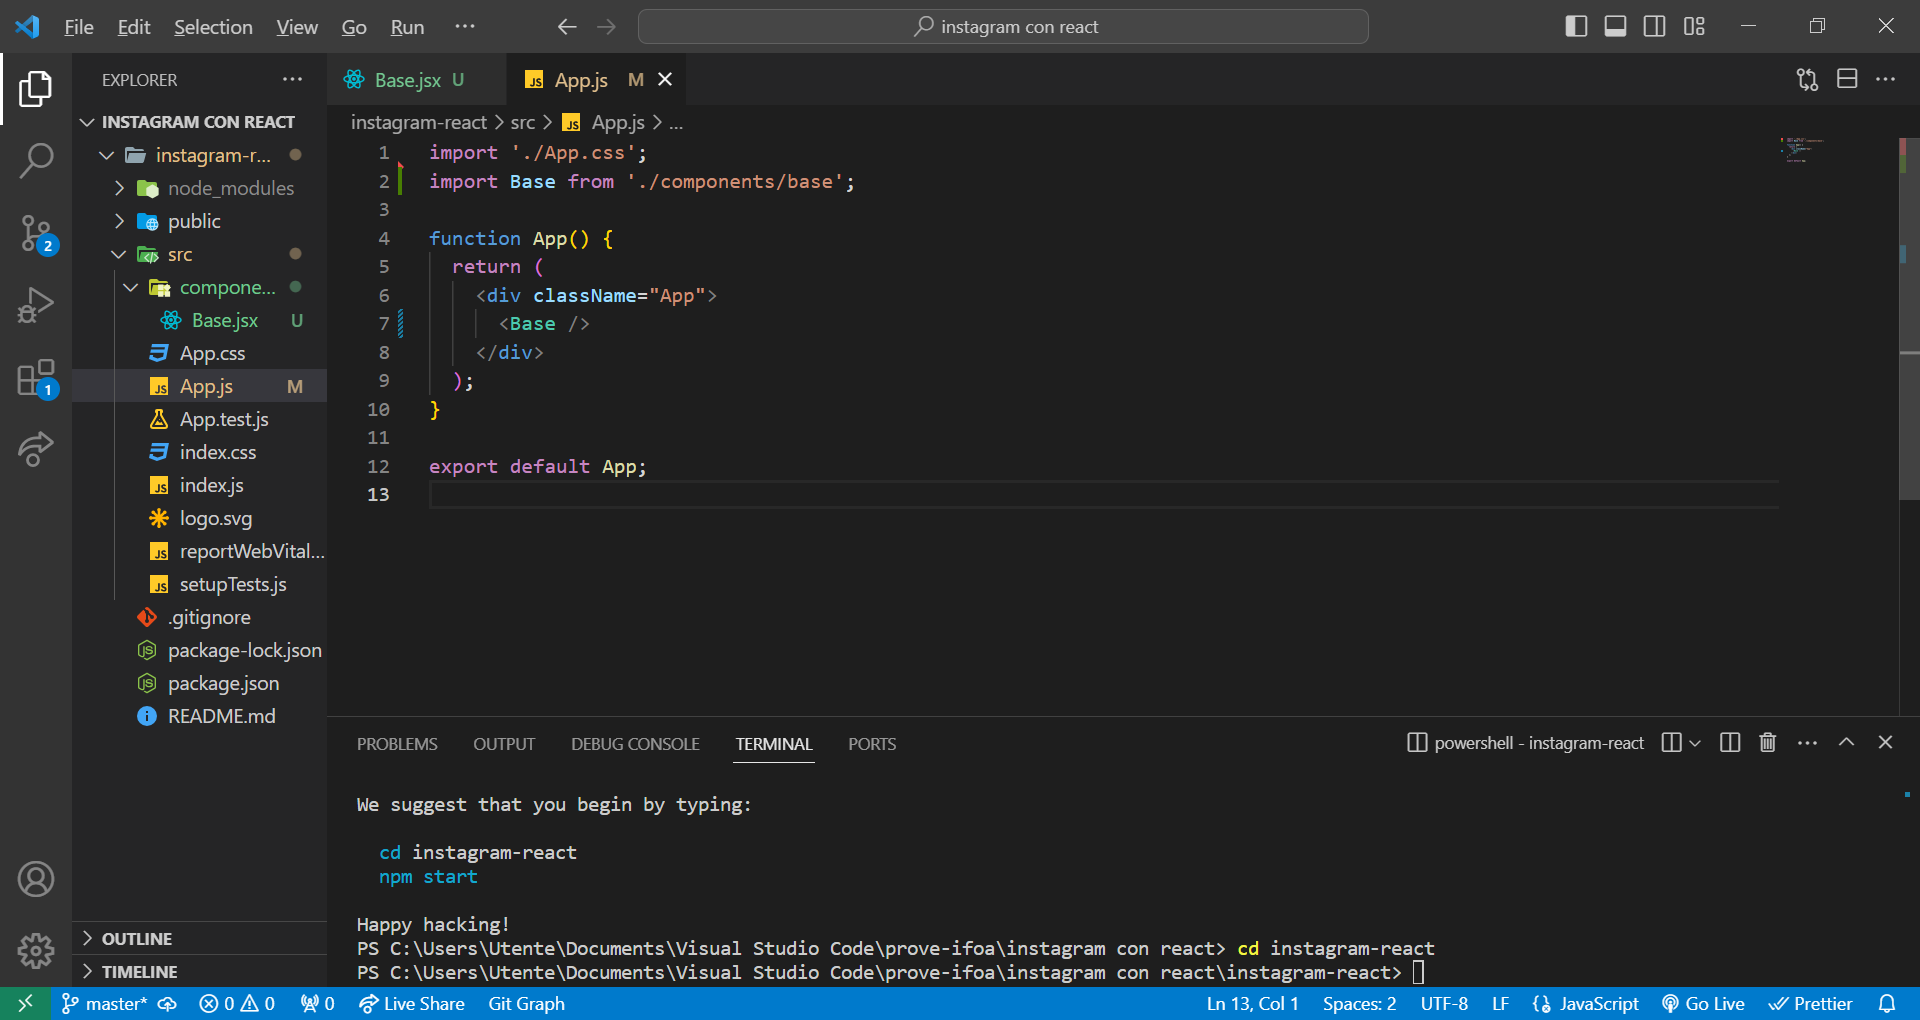 File Edit Selection View Go Run ···
instagram con react
EXPLORER
INSTAGRAM CON REACT
instagram-r...
node_modules
public
src
compone...
Base.jsx U
App.css
App.js M
App.test.js
index.css
index.js
logo.svg
reportWebVital...
setupTests.js
.gitignore
package-lock.json
package.json
README.md
OUTLINE
TIMELINE
2
1
Base.jsx U
App.js M
instagram-react > src > App.js > ...
1 import './App.css';
2 import Base from './components/base';
3
4 function App() {
5 return (
6 <div className="App">
7 <Base />
8 </div>
9 );
10 }
11
12 export default App;
13
PROBLEMS OUTPUT DEBUG CONSOLE TERMINAL PORTS
powershell - instagram-react
We suggest that you begin by typing:
cd instagram-react
npm start
Happy hacking!
PS C:\Users\Utente\Documents\Visual Studio Code\prove-ifoa\instagram con react> cd instagram-react
PS C:\Users\Utente\Documents\Visual Studio Code\prove-ifoa\instagram con react\instagram-react>
master* 0 0 0 Live Share Git Graph
Ln 13, Col 1 Spaces: 2 UTF-8 LF JavaScript Go Live Prettier